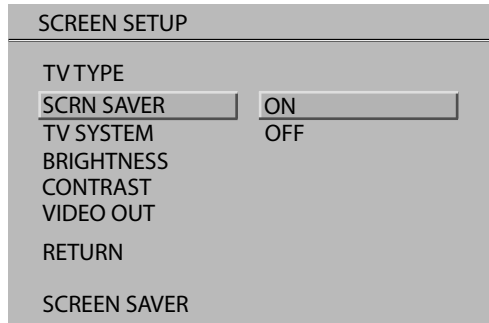 SCREEN SETUP
TV TYPE
SCRN SAVER ON
TV SYSTEM OFF
BRIGHTNESS
CONTRAST
VIDEO OUT
RETURN
SCREEN SAVER